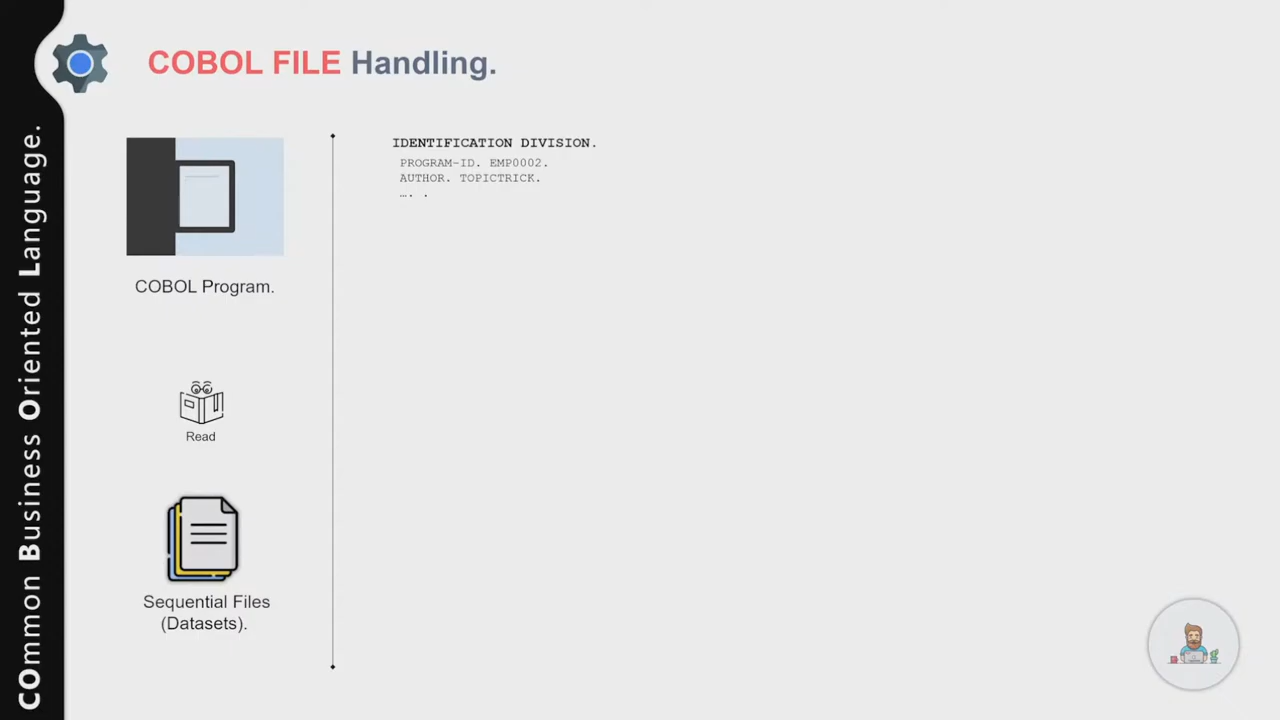 COmmon Business Oriented Language.
COBOL FILE Handling.
COBOL Program.
Read
Sequential Files
(Datasets).
IDENTIFICATION DIVISION.
PROGRAM-ID. EMP0002.
AUTHOR. TOPICTRICK.
…. .